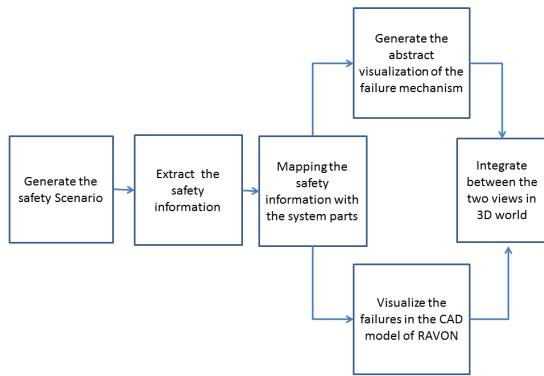 Generate the
abstract
visualization of the
failure mechanism
Generate the
safety Scenario
Extract the
safety
information
Mapping the
safety
information with
the system parts
Integrate
between the
two views in
3D world
Visualize the
failures in the CAD
model of RAVON